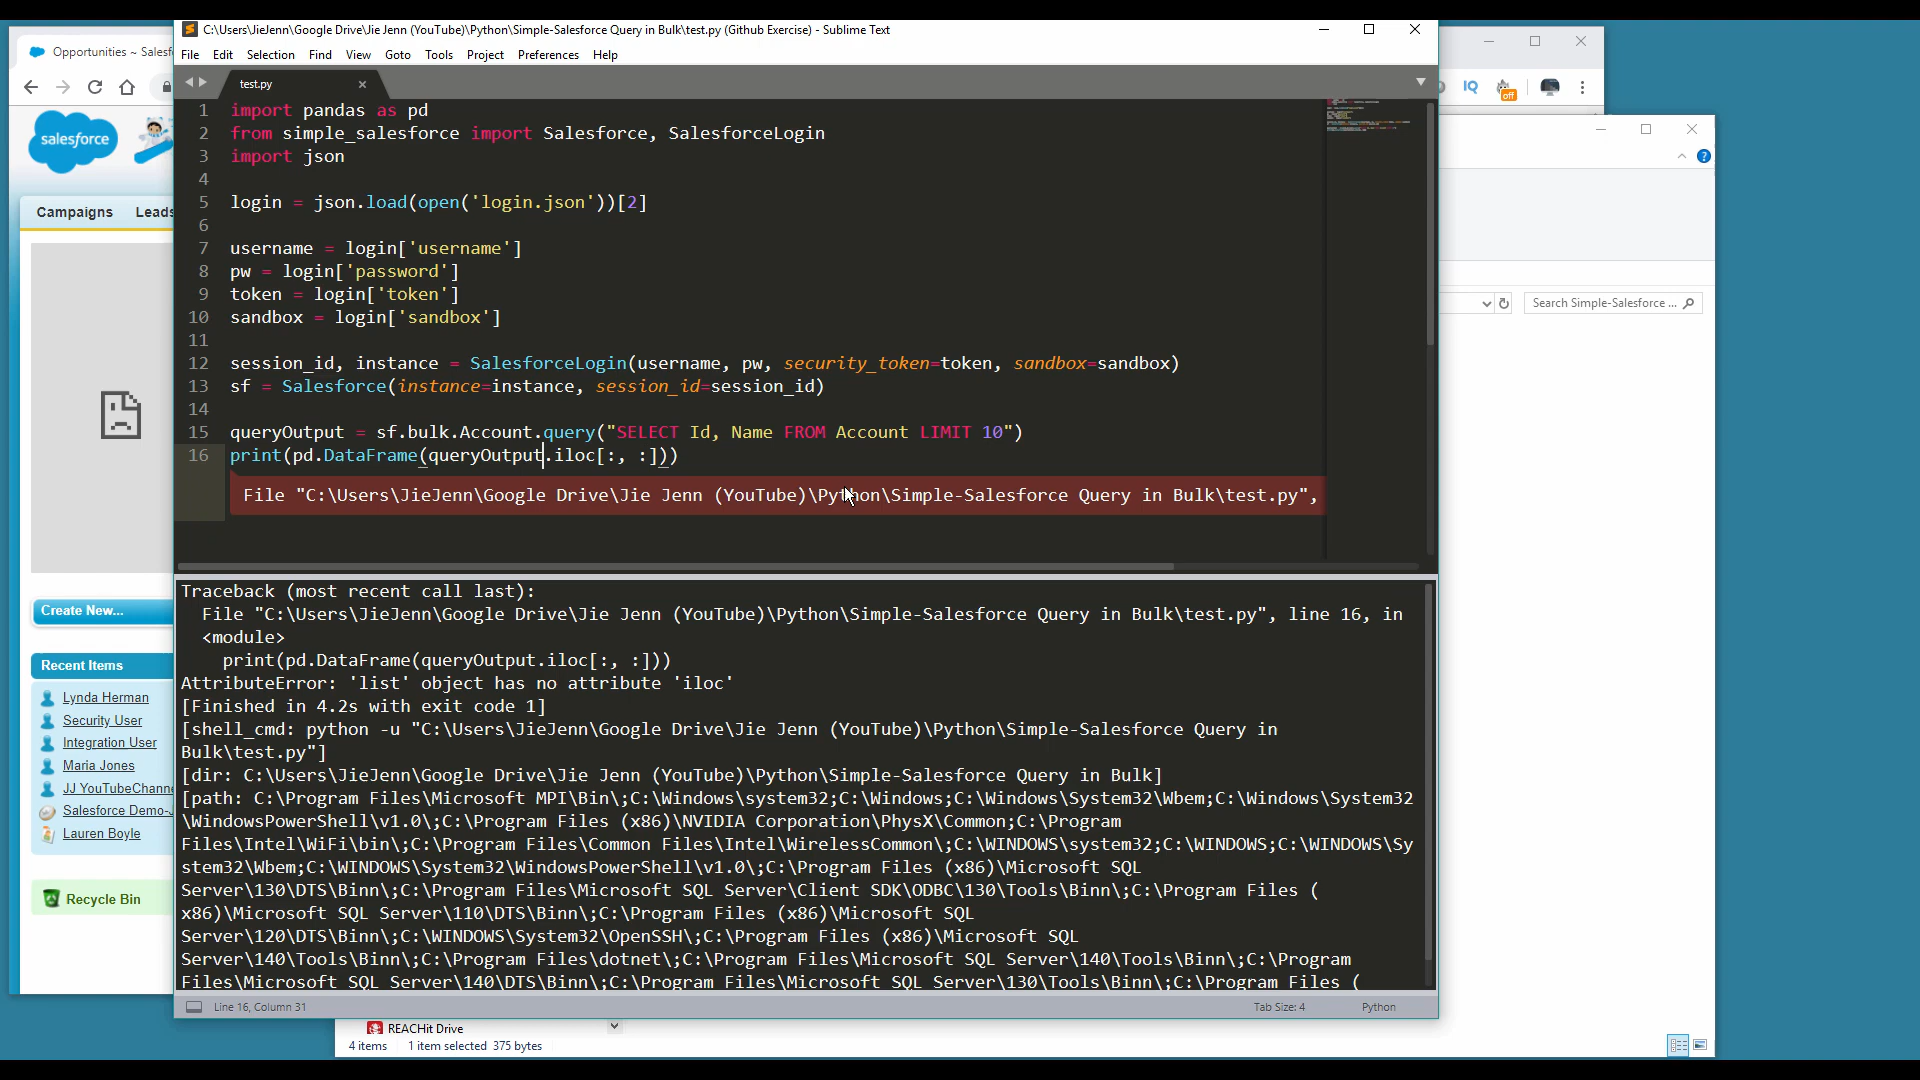 C:\Users\JieJenn\Google Drive\Jie Jenn (YouTube)\Python\Simple-Salesforce Query in Bulk\test.py (Github Exercise) - Sublime Text
File Edit Selection Find View Goto Tools Project Preferences Help
test.py
1 import pandas as pd
2 from simple_salesforce import Salesforce, SalesforceLogin
3 import json
4
5 login = json.load(open('login.json'))[2]
6
7 username = login['username']
8 pw = login['password']
9 token = login['token']
10 sandbox = login['sandbox']
11
12 session_id, instance = SalesforceLogin(username, pw, security_token=token, sandbox=sandbox)
13 sf = Salesforce(instance=instance, session_id=session_id)
14
15 queryOutput = sf.bulk.Account.query("SELECT Id, Name FROM Account LIMIT 10")
16 print(pd.DataFrame(queryOutput.iloc[:, :]))
File "C:\Users\JieJenn\Google Drive\Jie Jenn (YouTube)\Python\Simple-Salesforce Query in Bulk\test.py",
Traceback (most recent call last):
File "C:\Users\JieJenn\Google Drive\Jie Jenn (YouTube)\Python\Simple-Salesforce Query in Bulk\test.py", line 16, in
<module>
print(pd.DataFrame(queryOutput.iloc[:, :]))
AttributeError: 'list' object has no attribute 'iloc'
[Finished in 4.2s with exit code 1]
[shell_cmd: python -u "C:\Users\JieJenn\Google Drive\Jie Jenn (YouTube)\Python\Simple-Salesforce Query in
Bulk\test.py"]
[dir: C:\Users\JieJenn\Google Drive\Jie Jenn (YouTube)\Python\Simple-Salesforce Query in Bulk]
[path: C:\Program Files\Microsoft MPI\Bin\;C:\Windows\system32;C:\Windows;C:\Windows\System32\Wbem;C:\Windows\System32
\WindowsPowerShell\v1.0\;C:\Program Files (x86)\NVIDIA Corporation\PhysX\Common;C:\Program
Files\Intel\WiFi\bin\;C:\Program Files\Common Files\Intel\WirelessCommon\;C:\WINDOWS\system32;C:\WINDOWS;C:\WINDOWS\Sy
stem32\Wbem;C:\WINDOWS\System32\WindowsPowerShell\v1.0\;C:\Program Files (x86)\Microsoft SQL
Server\130\DTS\Binn\;C:\Program Files\Microsoft SQL Server\Client SDK\ODBC\130\Tools\Binn\;C:\Program Files (
x86)\Microsoft SQL Server\110\DTS\Binn\;C:\Program Files (x86)\Microsoft SQL
Server\120\DTS\Binn\;C:\WINDOWS\System32\OpenSSH\;C:\Program Files (x86)\Microsoft SQL
Server\140\Tools\Binn\;C:\Program Files\dotnet\;C:\Program Files\Microsoft SQL Server\140\Tools\Binn\;C:\Program
Files\Microsoft SQL Server\140\DTS\Binn\;C:\Program Files\Microsoft SQL Server\130\Tools\Binn\;C:\Program Files (
Line 16, Column 31
Tab Size: 4
Python
Opportunities ~ Salesf
salesforce
Campaigns Leads
Create New...
Recent Items
Lynda Herman
Security User
Integration User
Maria Jones
JJ YouTubeChanne
Salesforce Demo-J
Lauren Boyle
Recycle Bin
IQ
off
Search Simple-Salesforce ...
REACHit Drive
4 items 1 item selected 375 bytes